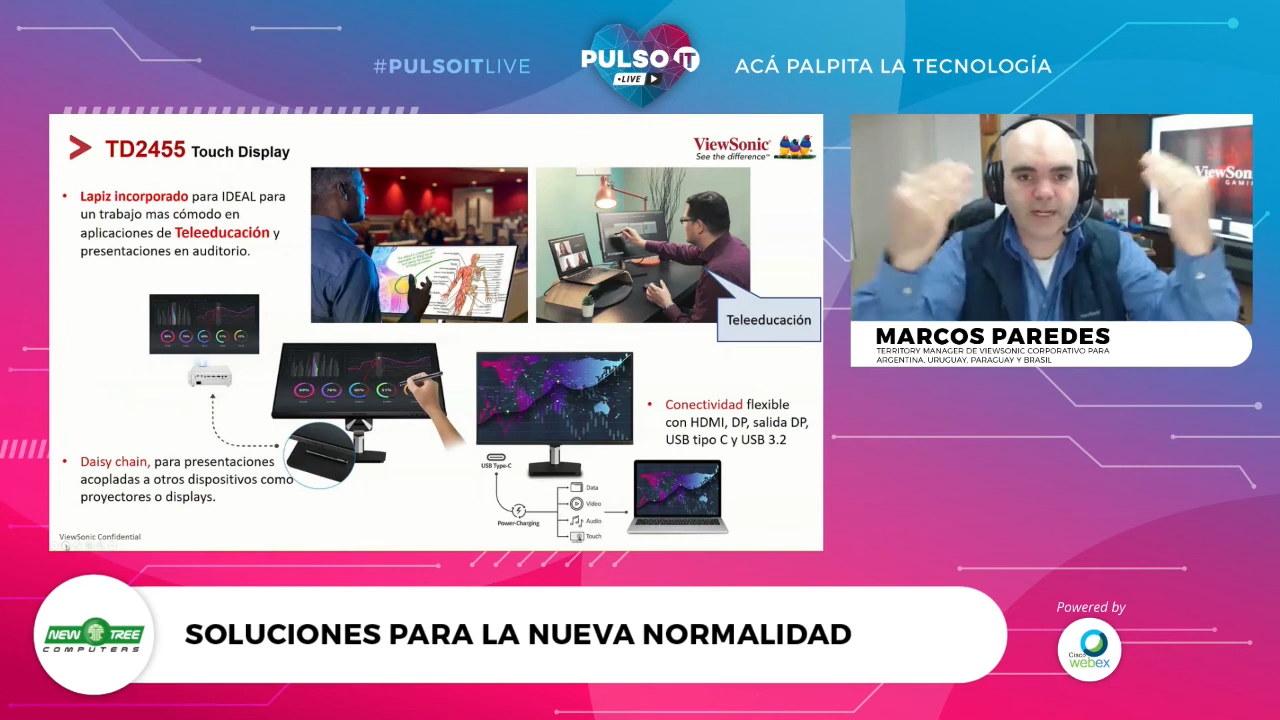 #PULSOITLIVE
PULSO IT
LIVE
ACÁ PALPITA LA TECNOLOGÍA
TD2455 Touch Display
ViewSonic
See the difference™
• Lapiz incorporado para IDEAL para
un trabajo mas cómodo en
aplicaciones de Teleeducación y
presentaciones en auditorio.
Teleeducación
• Conectividad flexible
con HDMI, DP, salida DP,
USB tipo C y USB 3.2
• Daisy chain, para presentaciones
acopladas a otros dispositivos como
proyectores o displays.
USB Type-C
Power-Charging
Data
Video
Audio
Touch
ViewSonic Confidential
ViewSon
GAMI
MARCOS PAREDES
TERRITORY MANAGER DE VIEWSONIC CORPORATIVO PARA
ARGENTINA, URUGUAY, PARAGUAY Y BRASIL
NEW TREE
COMPUTERS
SOLUCIONES PARA LA NUEVA NORMALIDAD
Powered by
Cisco
webex